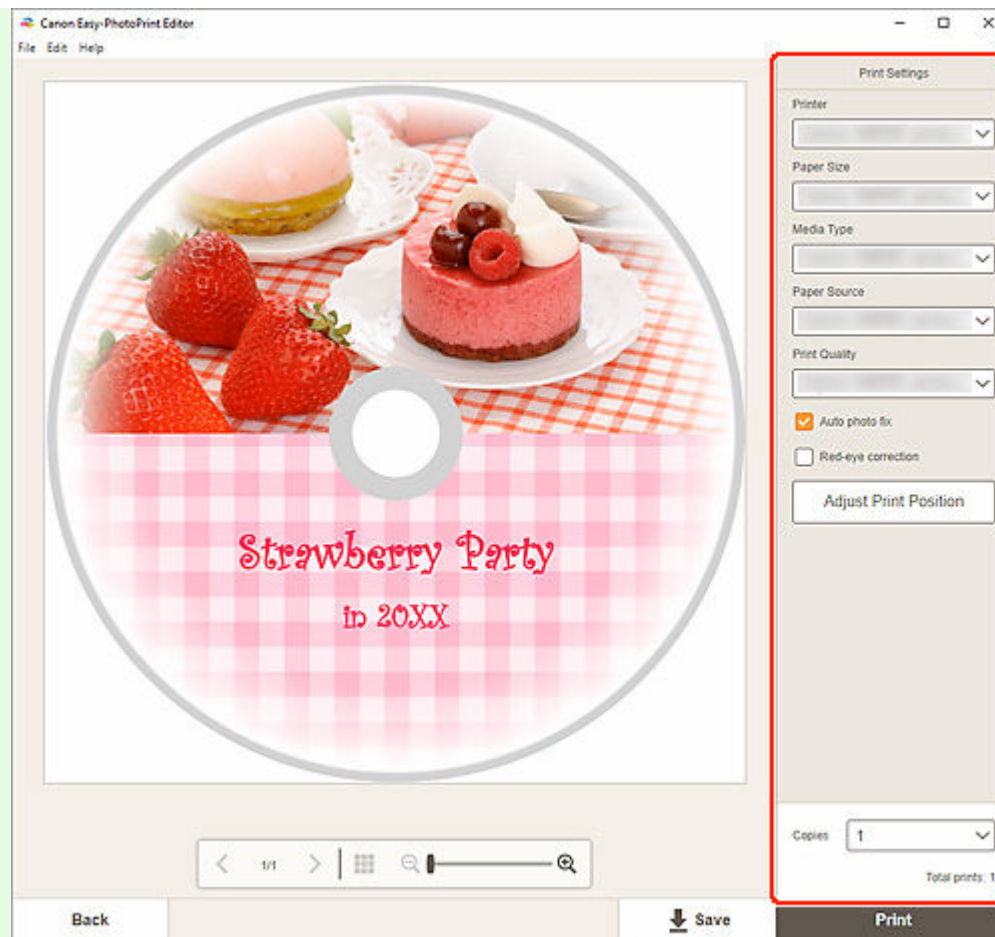 Canon Easy-PhotoPrint Editor
File Edit Help
Print Settings
Printer
Paper Size
Media Type
Paper Source
Print Quality
Auto photo fix
Red-eye correction
Adjust Print Position
Strawberry Party
in 20XX
Copies 1
Total prints: 1
1/1
Back
Save
Print